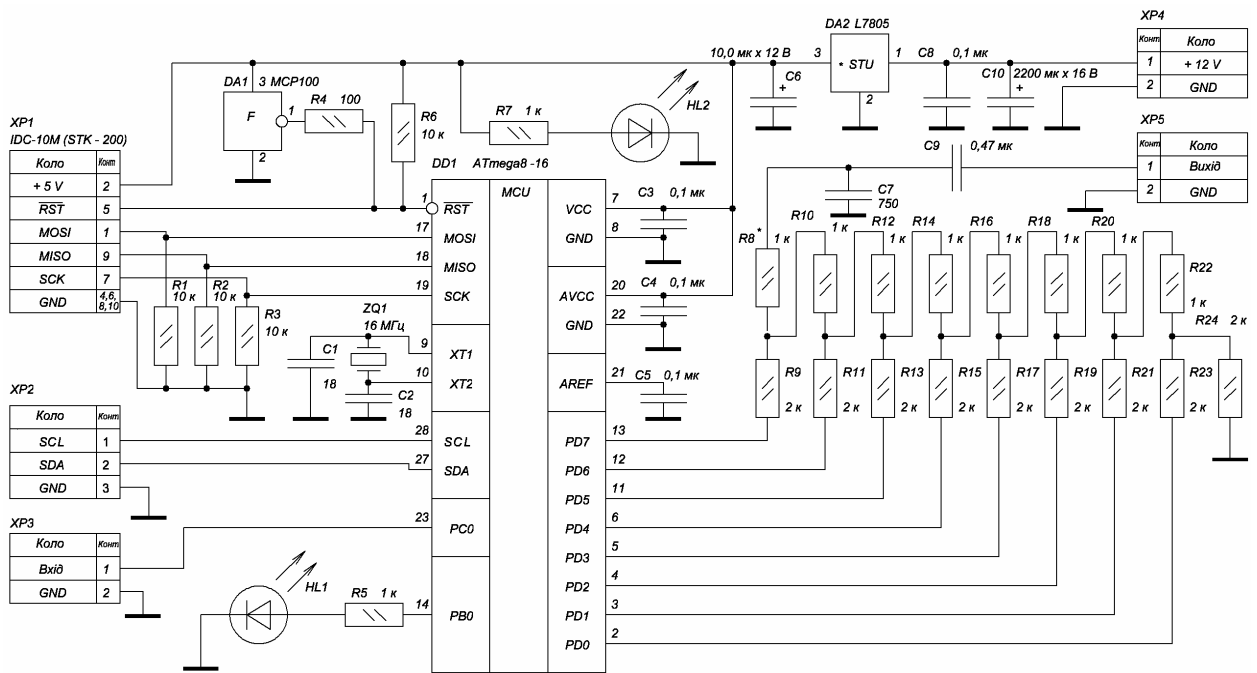 XP1
IDC-10M (STK - 200)
Коло Конт
+ 5 V 2
RST 5
MOSI 1
MISO 9
SCK 7
GND 4,6, 8,10
XP2
Коло Конт
SCL 1
SDA 2
GND 3
XP3
Коло Конт
Вхід 1
GND 2
DA1 3 MCP100
F
1
2
R4 100
R6
10 к
R7 1 к
HL2
R1
10 к
R2
10 к
R3
10 к
ZQ1
16 МГц
C1
18
C2
18
HL1
R5 1 к
DD1 ATmega8 -16
MCU
1 RST
17 MOSI
18 MISO
19 SCK
9 XT1
10 XT2
28 SCL
27 SDA
23 PC0
14 PB0
VCC 7
GND 8
AVCC 20
GND 22
AREF 21
PD7 13
PD6 12
PD5 11
PD4 6
PD3 5
PD2 4
PD1 3
PD0 2
C3 0,1 мк
C4 0,1 мк
C5 0,1 мк
10,0 мк x 12 В
C6
+
DA2 L7805
3 * STU 1
2
C8 0,1 мк
C10 2200 мк x 16 В
+
XP4
Конт Коло
1 + 12 V
2 GND
XP5
Конт Коло
1 Вихід
2 GND
C9 0,47 мк
C7
750
R8 * 1 к
R10 1 к
R12 1 к
R14 1 к
R16 1 к
R18 1 к
R20 1 к
R22
1 к
R24 2 к
R9
2 к
R11
2 к
R13
2 к
R15
2 к
R17
2 к
R19
2 к
R21
2 к
R23
2 к